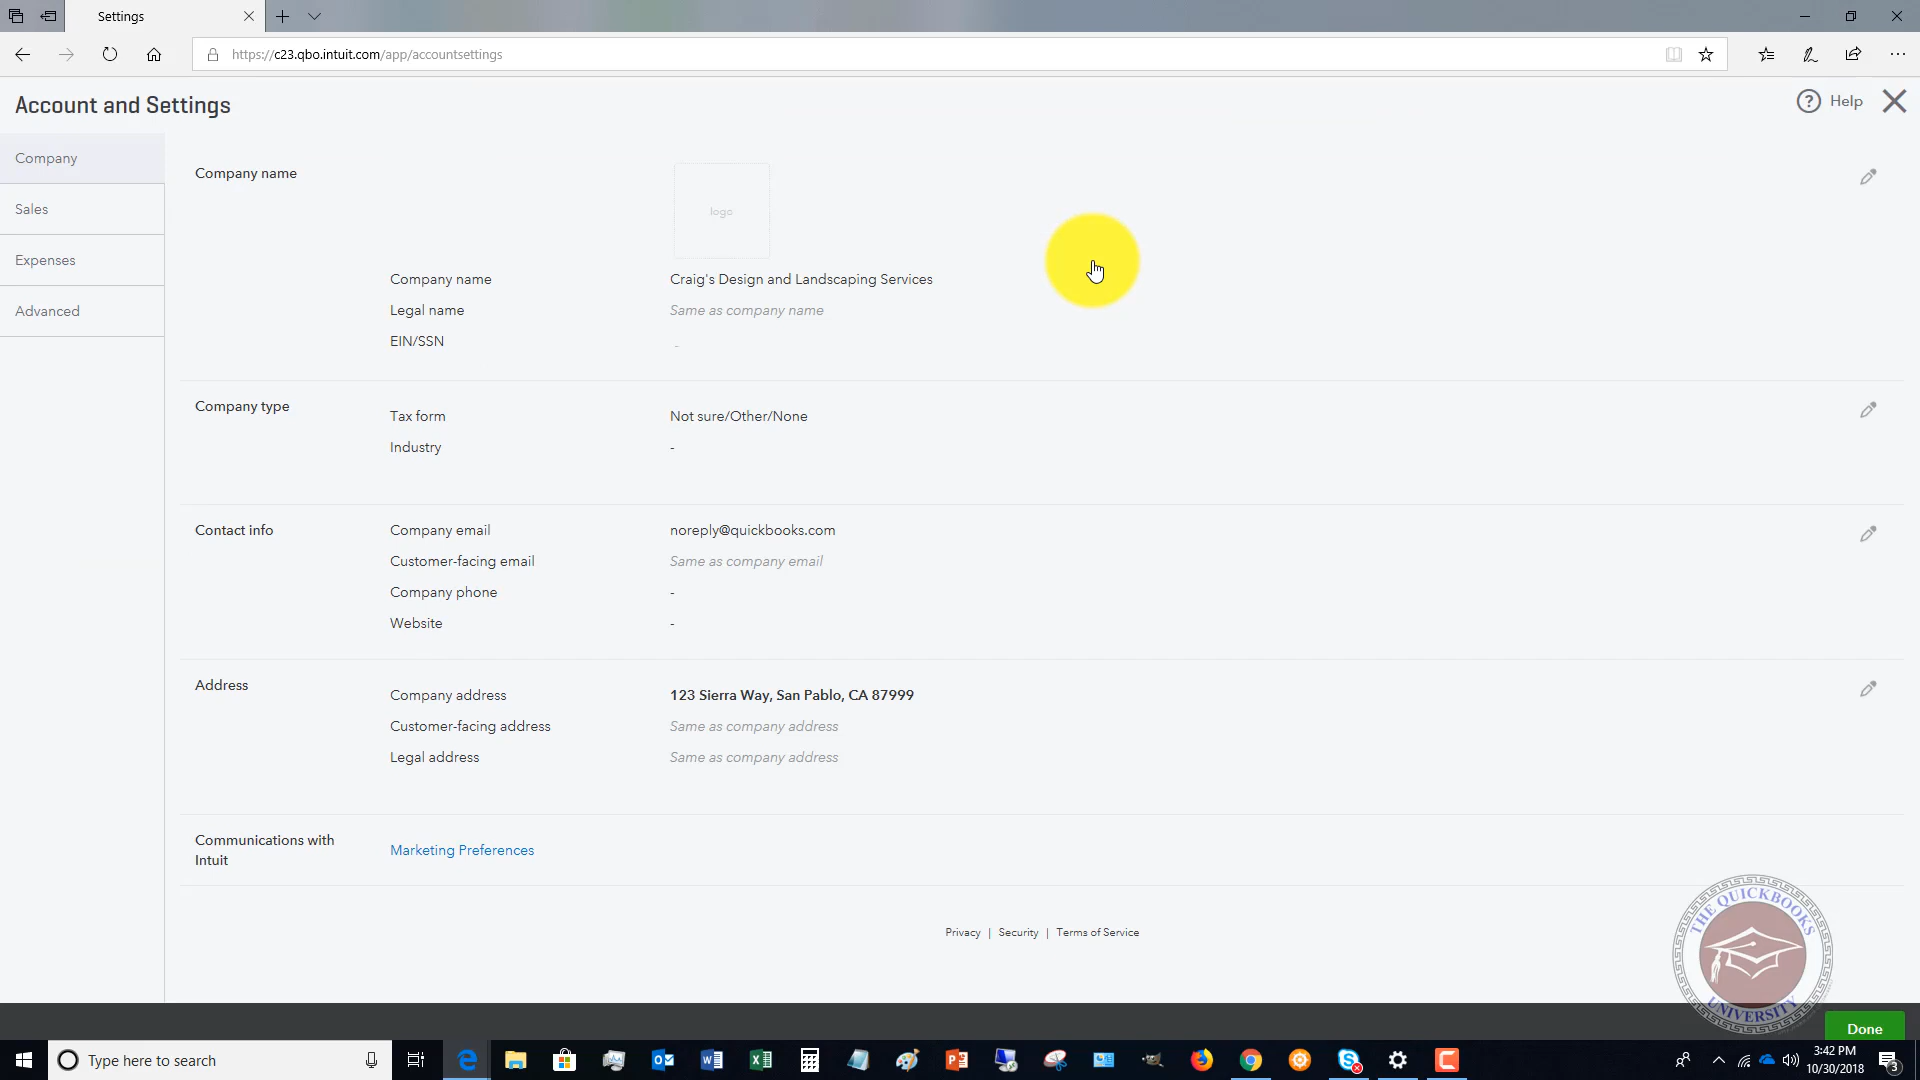 Settings
https://c23.qbo.intuit.com/app/accountsettings
Account and Settings
Help
Company
Sales
Expenses
Advanced
Company name
logo
Company name Craig's Design and Landscaping Services
Legal name Same as company name
EIN/SSN -
Company type
Tax form Not sure/Other/None
Industry -
Contact info
Company email noreply@quickbooks.com
Customer-facing email Same as company email
Company phone -
Website -
Address
Company address 123 Sierra Way, San Pablo, CA 87999
Customer-facing address Same as company address
Legal address Same as company address
Communications with
Intuit
Marketing Preferences
Privacy | Security | Terms of Service
THE QUICKBOOKS
UNIVERSITY
Done
Type here to search
3:42 PM
10/30/2018
3